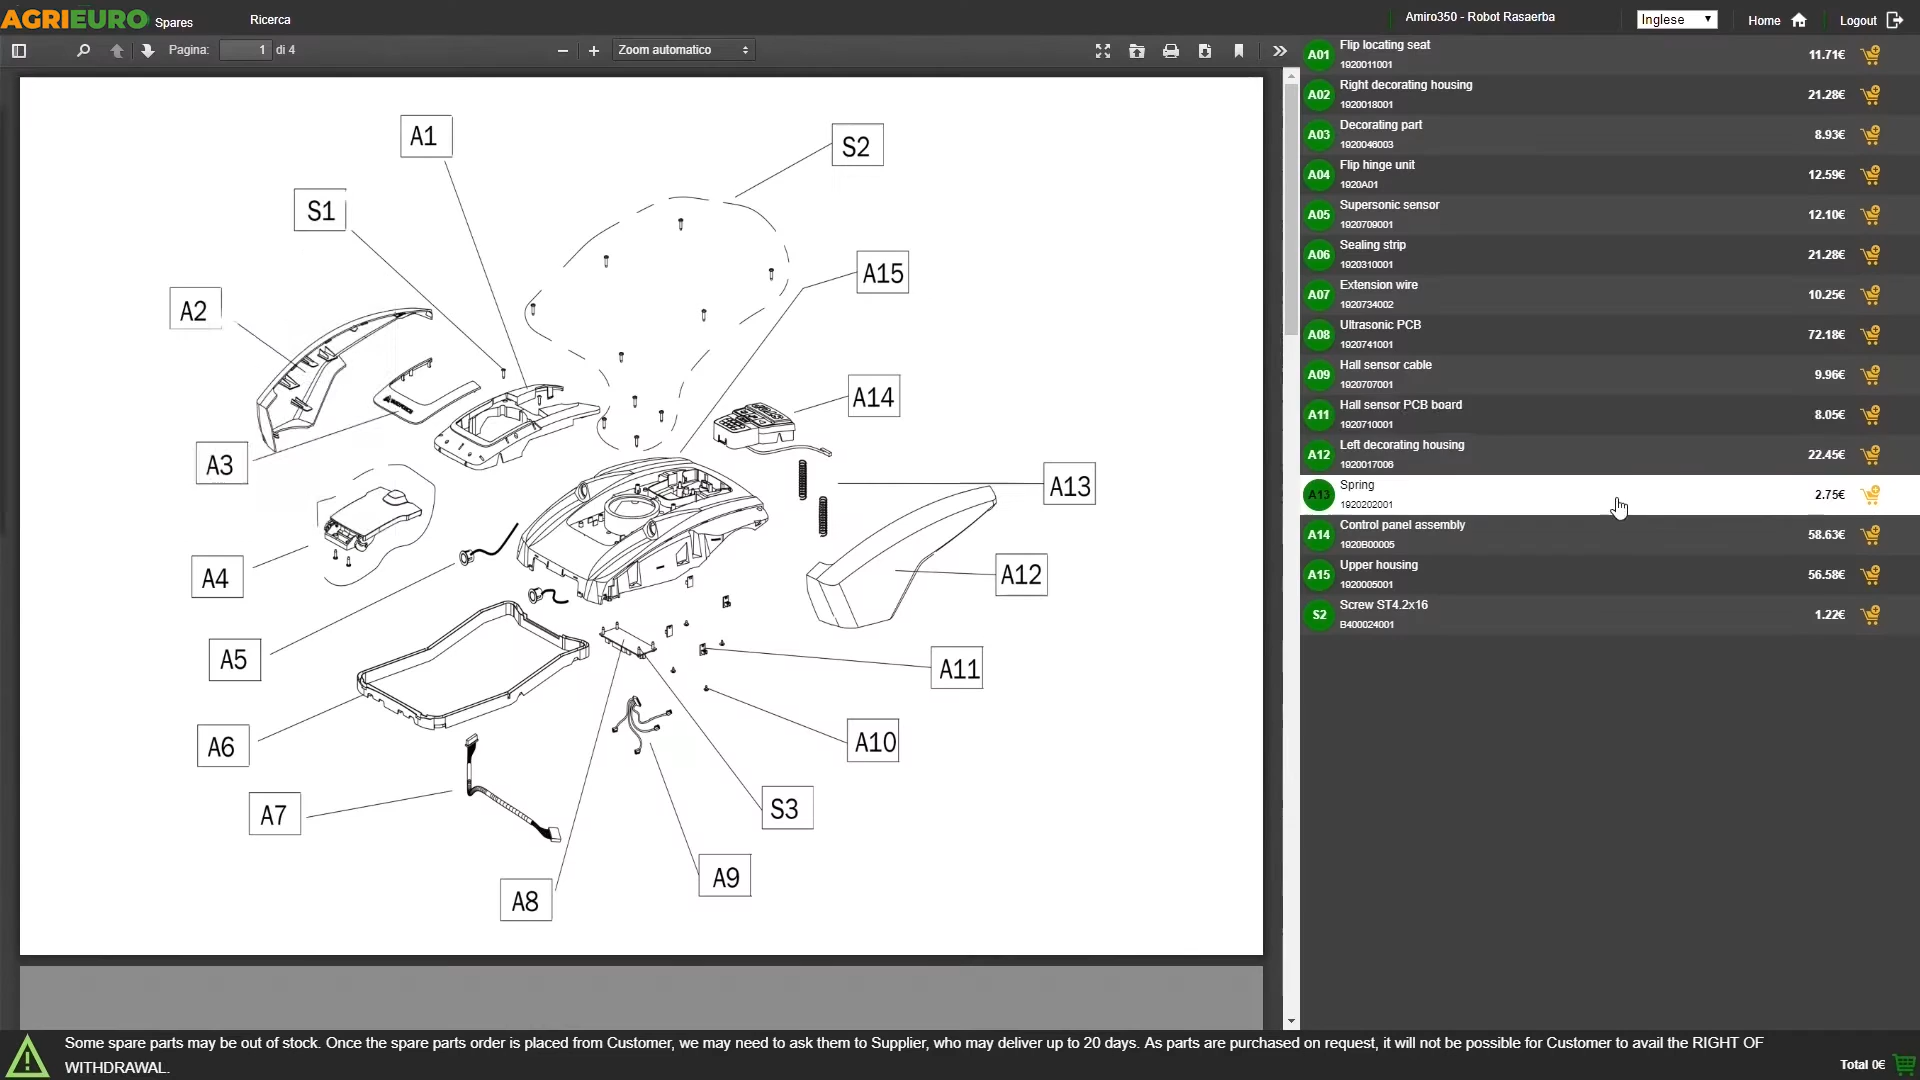 AGRIEURO Spares
Ricerca
Amiro350 - Robot Rasaerba
Inglese
Home
Logout
Pagina:
1
di 4
Zoom automatico
A1
S2
S1
A15
A2
A14
A3
A13
A4
A12
A5
A11
A6
A10
A7
S3
A9
A8
A01
Flip locating seat
1920011001
11.71€
A02
Right decorating housing
1920018001
21.28€
A03
Decorating part
1920046003
8.93€
A04
Flip hinge unit
1920A01
12.59€
A05
Supersonic sensor
1920709001
12.10€
A06
Sealing strip
1920310001
21.28€
A07
Extension wire
1920734002
10.25€
A08
Ultrasonic PCB
1920741001
72.18€
A09
Hall sensor cable
1920707001
9.96€
A11
Hall sensor PCB board
1920710001
8.05€
A12
Left decorating housing
1920017006
22.45€
A13
Spring
1920202001
2.75€
A14
Control panel assembly
1920B00005
58.63€
A15
Upper housing
1920005001
56.58€
S2
Screw ST4.2x16
B400024001
1.22€
Some spare parts may be out of stock. Once the spare parts order is placed from Customer, we may need to ask them to Supplier, who may deliver up to 20 days. As parts are purchased on request, it will not be possible for Customer to avail the RIGHT OF
WITHDRAWAL.
Total 0€